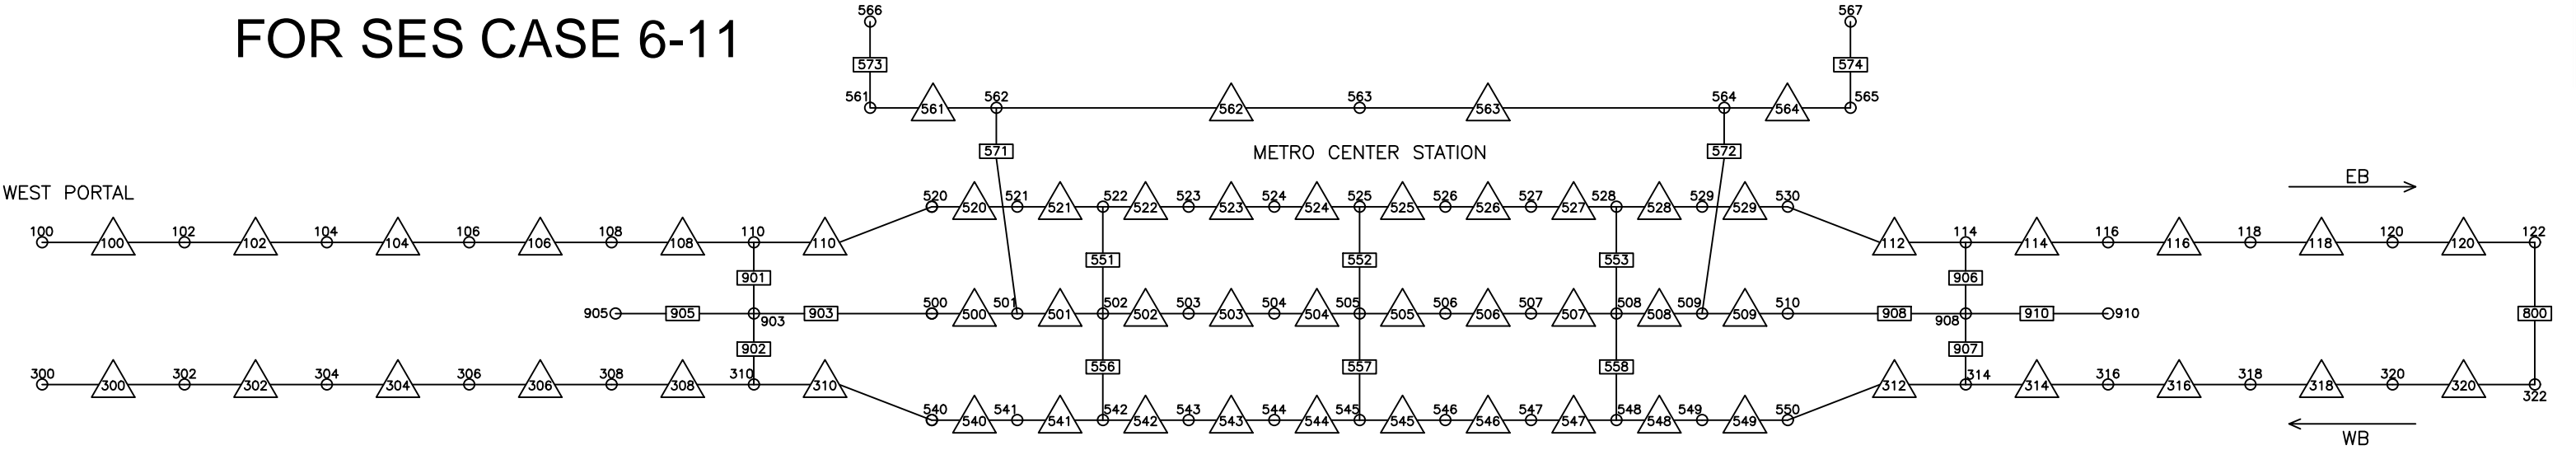 FOR SES CASE 6-11
566 567
573 574
561 561 562 562 563 563 564 564 565
571 METRO CENTER STATION 572
WEST PORTAL EB
520 520 521 521 522 522 523 523 524 524 525 525 526 526 527 527 528 528 529 529 530
100 100 102 102 104 104 106 106 108 108 110 110 112 114 114 116 116 118 118 120 120 122
901 551 552 553 906
905 905 903 903 500 500 501 501 502 502 503 503 504 504 505 505 506 506 507 507 508 508 509 509 510 908 908 910 910 800
902 556 557 558 907
300 300 302 302 304 304 306 306 308 308 310 310 312 314 314 316 316 318 318 320 320 322
540 540 541 541 542 542 543 543 544 544 545 545 546 546 547 547 548 548 549 549 550
WB